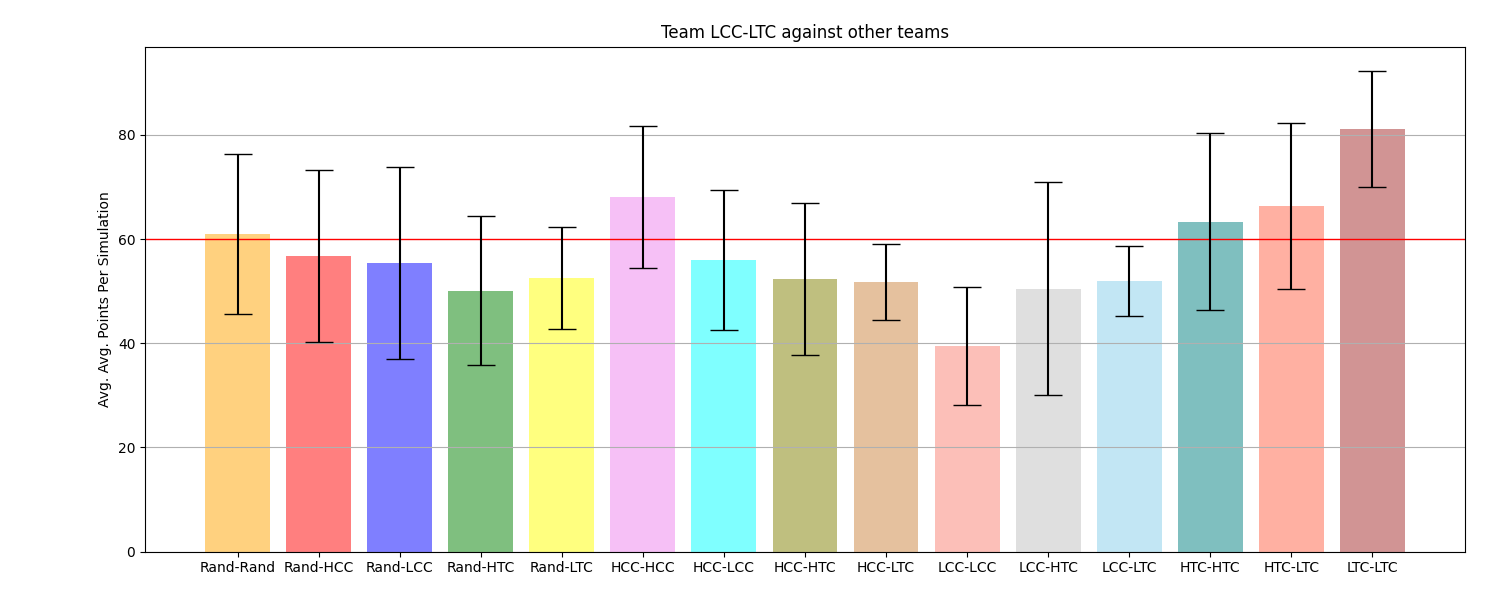 Team LCC-LTC against other teams
Avg. Avg. Points Per Simulation
80
60
40
20
0
Rand-Rand Rand-HCC Rand-LCC Rand-HTC Rand-LTC HCC-HCC HCC-LCC HCC-HTC HCC-LTC LCC-LCC LCC-HTC LCC-LTC HTC-HTC HTC-LTC LTC-LTC